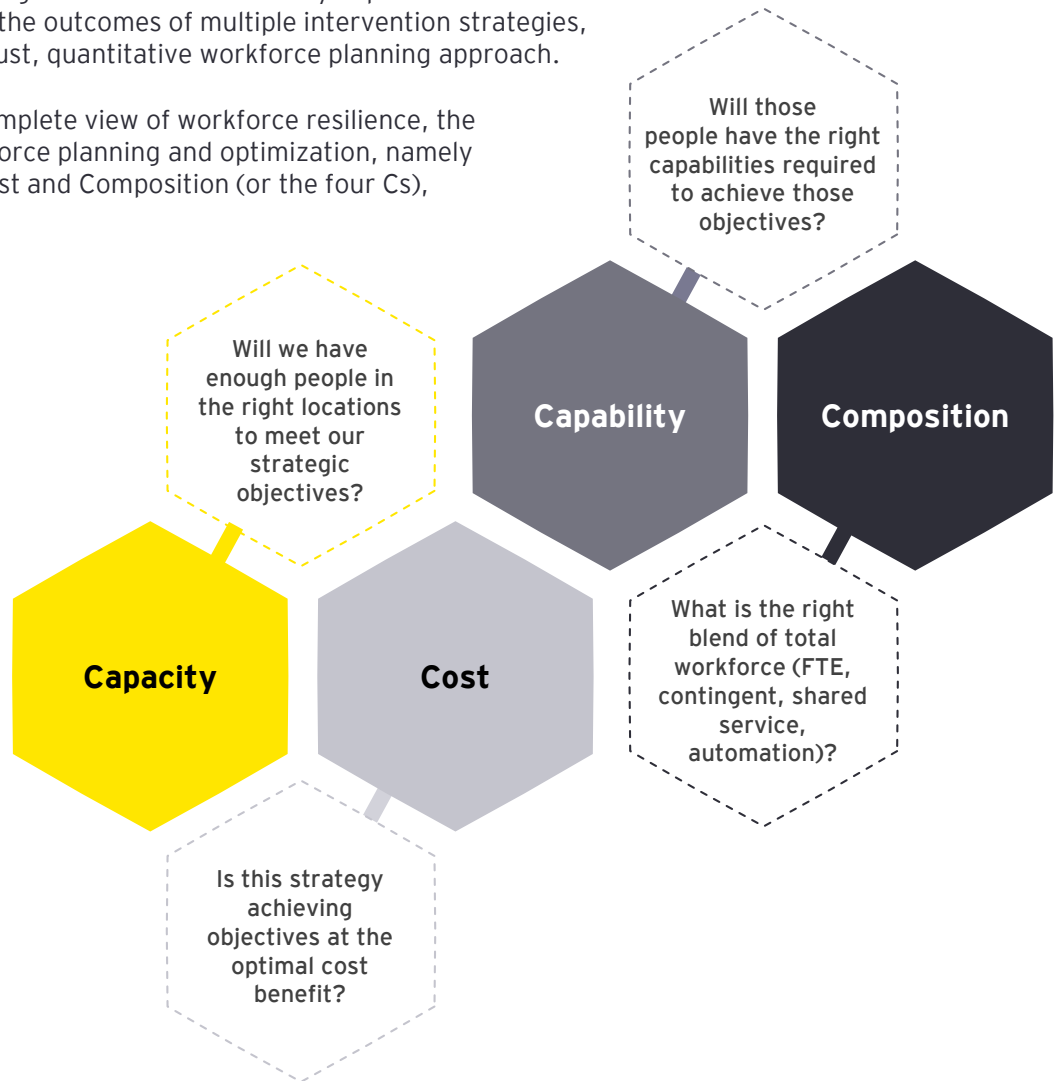 the outcomes of multiple intervention strategies,
ust, quantitative workforce planning approach.
mplete view of workforce resilience, the
orce planning and optimization, namely
st and Composition (or the four Cs),
Will those
people have the right
capabilities required
to achieve those
objectives?
Capability
Composition
Will we have
enough people in
the right locations
to meet our
strategic
objectives?
Capacity
Cost
What is the right
blend of total
workforce (FTE,
contingent, shared
service,
automation)?
Is this strategy
achieving
objectives at the
optimal cost
benefit?